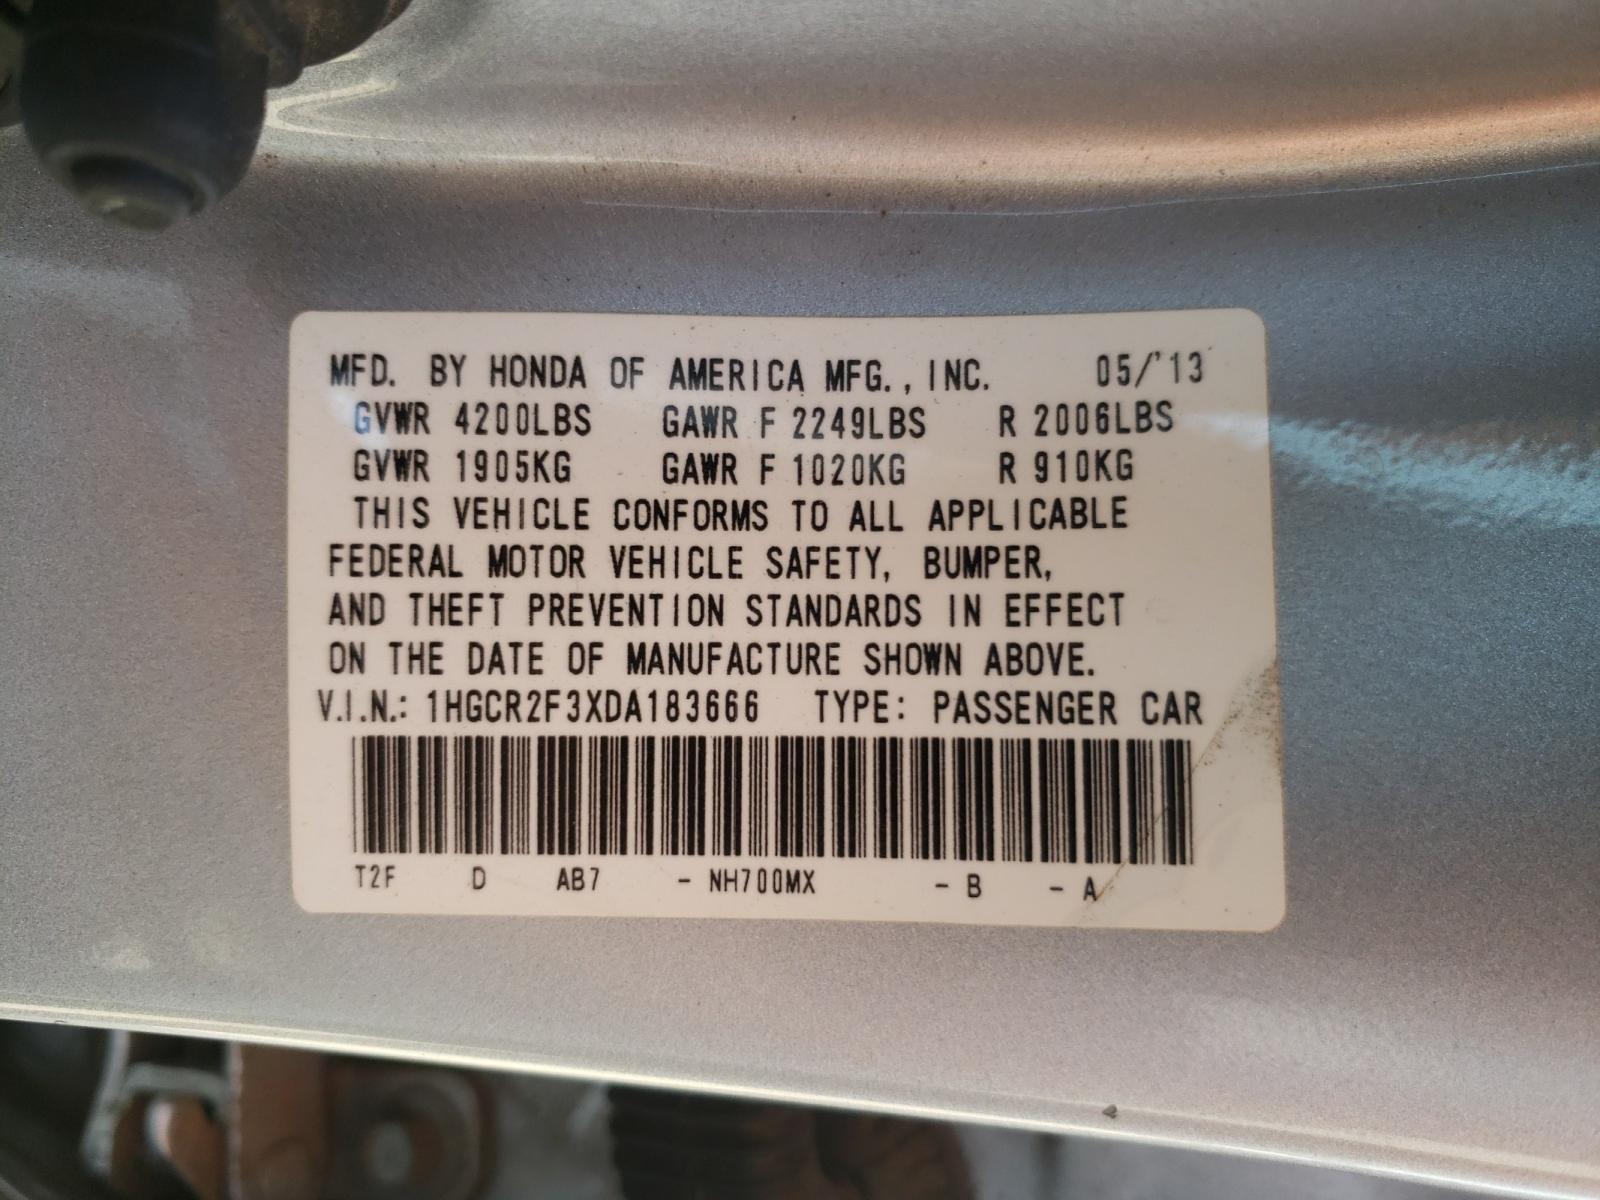 MFD. BY HONDA OF AMERICA MFG., INC. 05/'13
GVWR 4200LBS GAWR F 2249LBS R 2006LBS
GVWR 1905KG GAWR F 1020KG R 910KG
THIS VEHICLE CONFORMS TO ALL APPLICABLE
FEDERAL MOTOR VEHICLE SAFETY, BUMPER,
AND THEFT PREVENTION STANDARDS IN EFFECT
ON THE DATE OF MANUFACTURE SHOWN ABOVE.
V.I.N.: 1HGCR2F3XDA183666 TYPE: PASSENGER CAR
T2F D AB7 - NH700MX - B - A